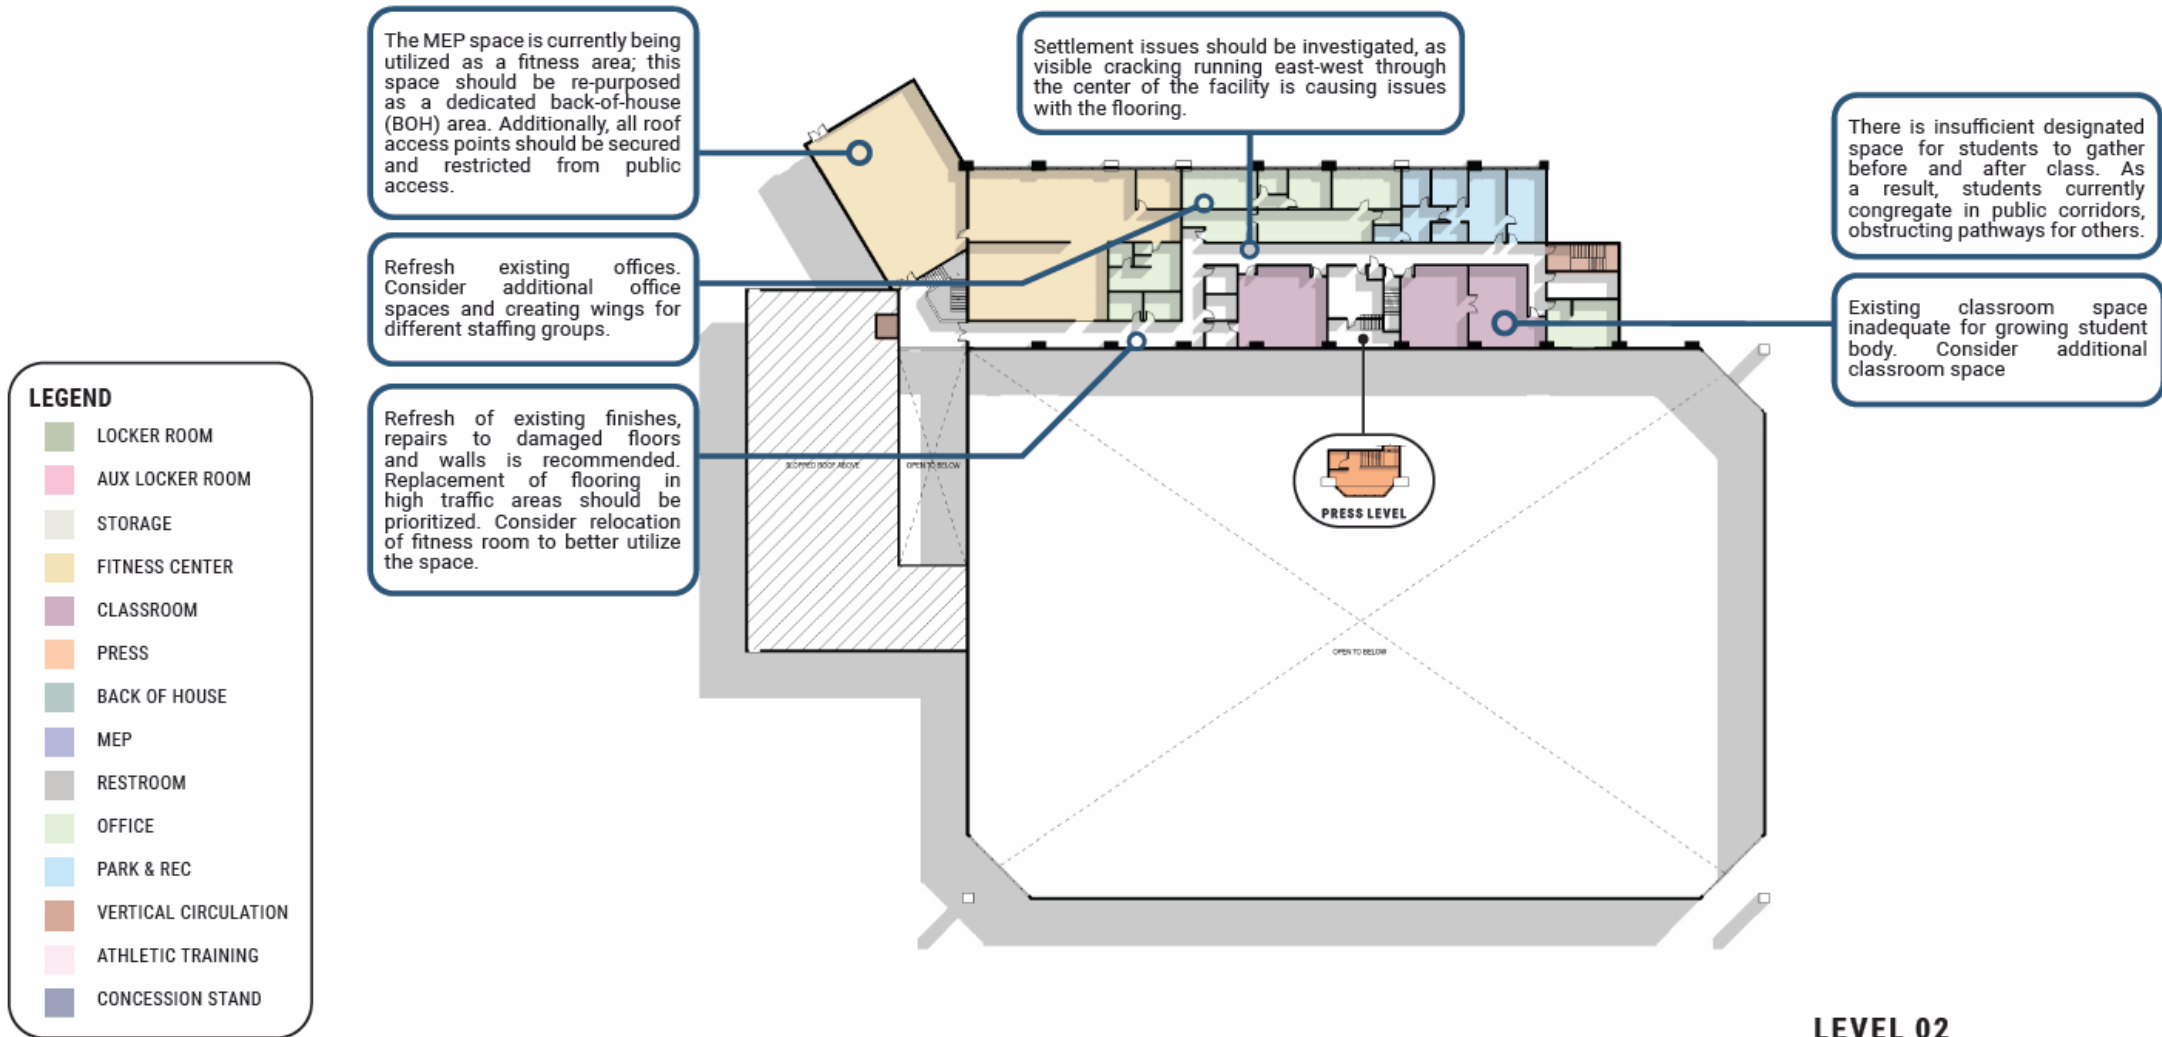 The MEP space is currently being
utilized as a fitness area; this
space should be re-purposed
as a dedicated back-of-house
(BOH) area. Additionally, all roof
access points should be secured
and restricted from public
access.
Settlement issues should be investigated, as
visible cracking running east-west through
the center of the facility is causing issues
with the flooring.
There is insufficient designated
space for students to gather
before and after class. As
a result, students currently
congregate in public corridors,
obstructing pathways for others.
Refresh existing offices.
Consider additional office
spaces and creating wings for
different staffing groups.
Existing classroom space
inadequate for growing student
body. Consider additional
classroom space
Refresh of existing finishes,
repairs to damaged floors
and walls is recommended.
Replacement of flooring in
high traffic areas should be
prioritized. Consider relocation
of fitness room to better utilize
the space.
LEGEND
LOCKER ROOM
AUX LOCKER ROOM
STORAGE
FITNESS CENTER
CLASSROOM
PRESS
BACK OF HOUSE
MEP
RESTROOM
OFFICE
PARK & REC
VERTICAL CIRCULATION
ATHLETIC TRAINING
CONCESSION STAND
ROOF ABOVE
OPEN TO BELOW
PRESS LEVEL
OPEN TO BELOW
LEVEL 02